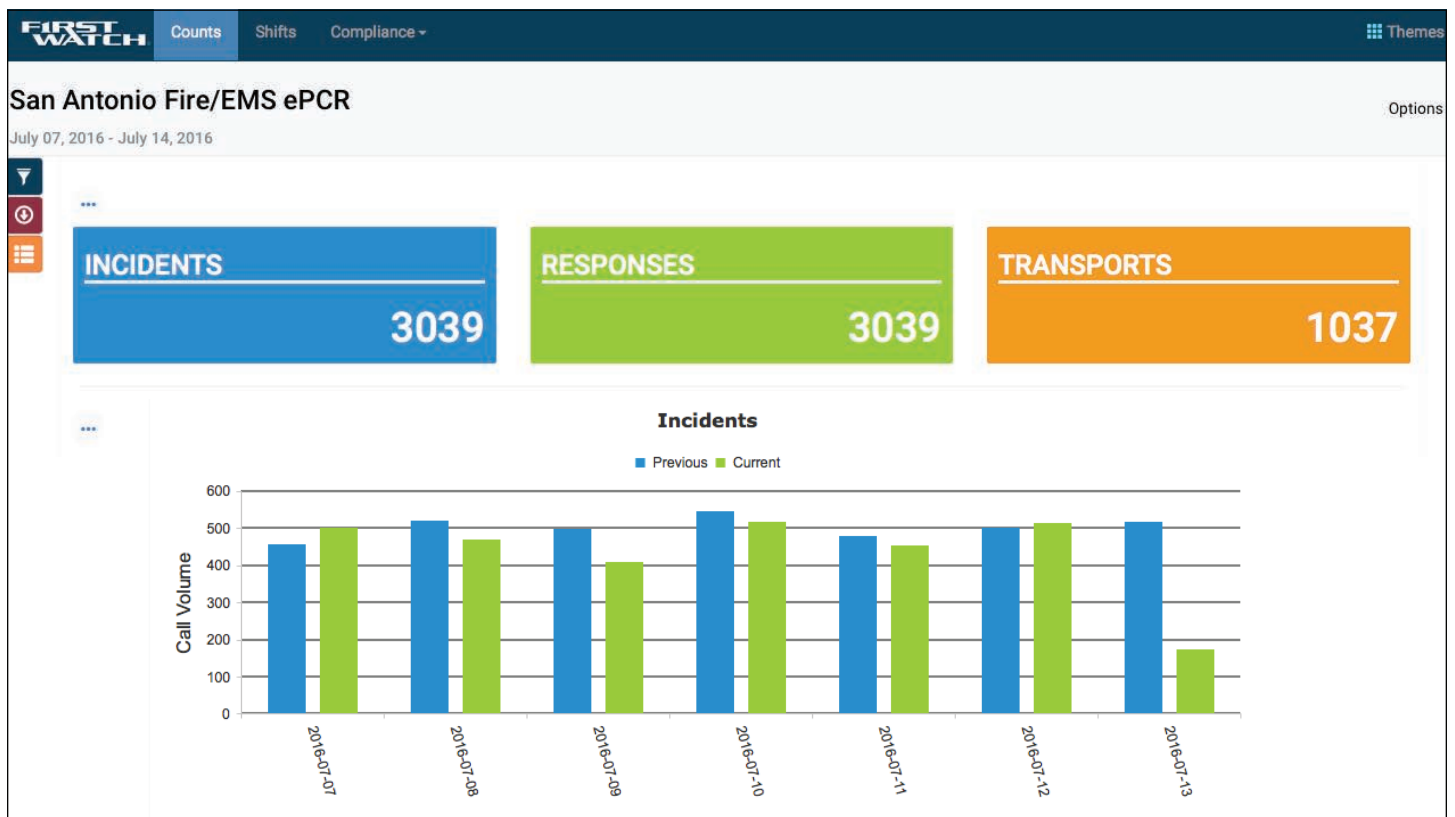 FIRST WATCH Counts Shifts Compliance Themes
San Antonio Fire/EMS ePCR
Options
July 07, 2016 - July 14, 2016
...
INCIDENTS RESPONSES TRANSPORTS
3039 3039 1037
...
Incidents
Previous Current
600
500
400
300
200
100
0
Call Volume
2016-07-07 2016-07-08 2016-07-09 2016-07-10 2016-07-11 2016-07-12 2016-07-13